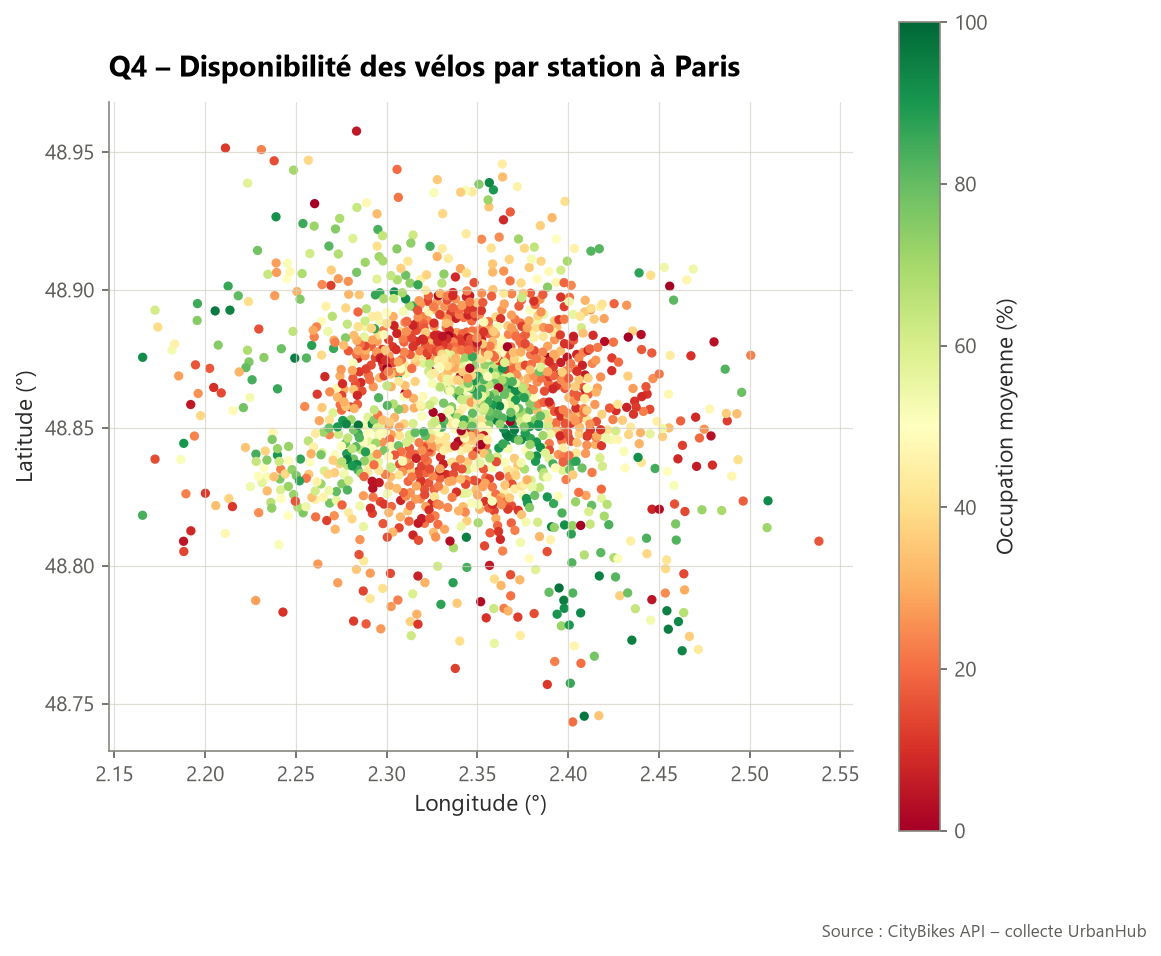 Q4 – Disponibilité des vélos par station à Paris
100
80
60
40
20
0
Occupation moyenne (%)
48.95
48.90
48.85
48.80
48.75
Latitude (°)
2.15 2.20 2.25 2.30 2.35 2.40 2.45 2.50 2.55
Longitude (°)
Source : CityBikes API – collecte UrbanHub